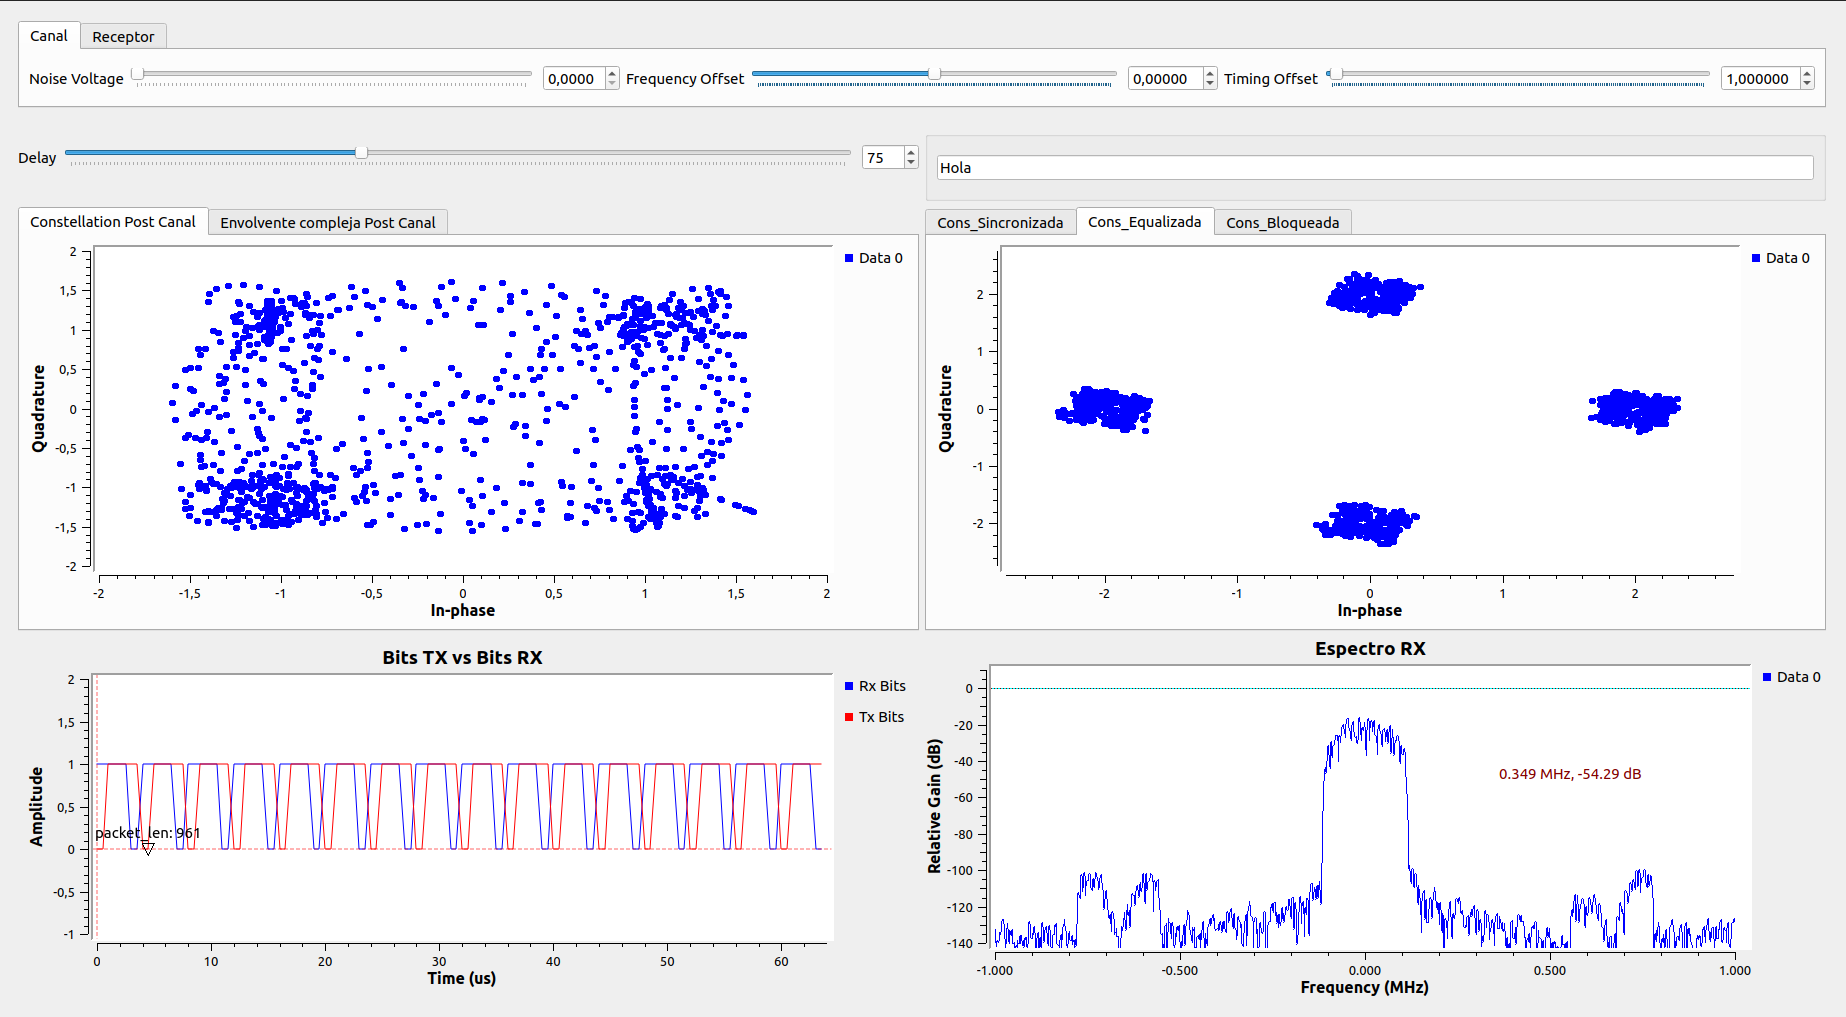 Canal Receptor
Noise Voltage 0,0000 Frequency Offset 0,00000 Timing Offset 1,000000
Delay 75
Hola
Constellation Post Canal Envolvente compleja Post Canal
2
1,5
1
0,5
0
-0,5
-1
-1,5
-2
Quadrature
-2 -1,5 -1 -0,5 0 0,5 1 1,5 2
In-phase
Data 0
Cons_Sincronizada Cons_Equalizada Cons_Bloqueada
2
1
0
-1
-2
Quadrature
-2 -1 0 1 2
In-phase
Data 0
Bits TX vs Bits RX
2
1,5
1
0,5
0
-0,5
-1
Amplitude
packet_len: 961
0 10 20 30 40 50 60
Time (us)
Rx Bits
Tx Bits
Espectro RX
0
-20
-40
-60
-80
-100
-120
-140
Relative Gain (dB)
0.349 MHz, -54.29 dB
-1.000 -0.500 0.000 0.500 1.000
Frequency (MHz)
Data 0